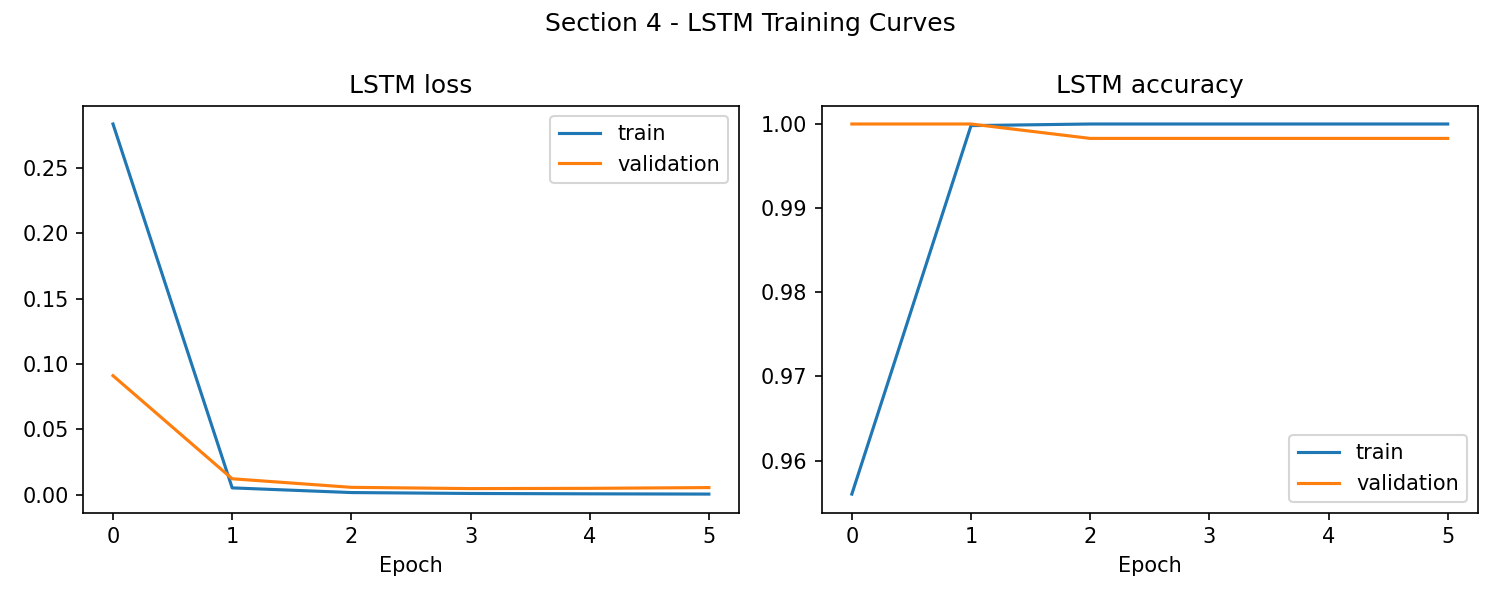 Section 4 - LSTM Training Curves
LSTM loss
train
validation
0.25
0.20
0.15
0.10
0.05
0.00
0 1 2 3 4 5
Epoch
LSTM accuracy
1.00
0.99
0.98
0.97
0.96
train
validation
0 1 2 3 4 5
Epoch